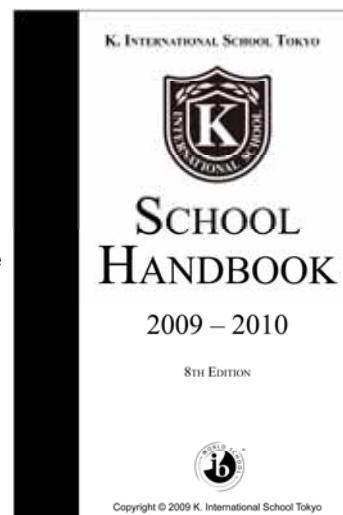 K. INTERNATIONAL SCHOOL TOKYO
K
INTERNATIONAL SCHOOL
SCHOOL
HANDBOOK
2009 – 2010
8TH EDITION
WORLD SCHOOL
ib
Copyright © 2009 K. International School Tokyo
e